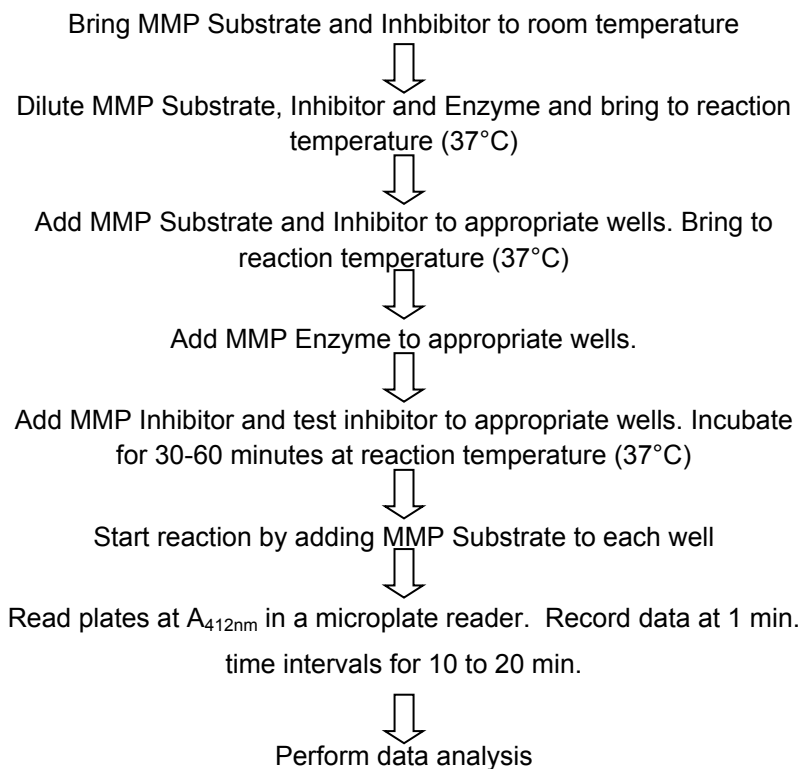 Bring MMP Substrate and Inhbibitor to room temperature
Dilute MMP Substrate, Inhibitor and Enzyme and bring to reaction
temperature (37°C)
Add MMP Substrate and Inhibitor to appropriate wells. Bring to
reaction temperature (37°C)
Add MMP Enzyme to appropriate wells.
Add MMP Inhibitor and test inhibitor to appropriate wells. Incubate
for 30-60 minutes at reaction temperature (37°C)
Start reaction by adding MMP Substrate to each well
Read plates at A412nm in a microplate reader.  Record data at 1 min.
time intervals for 10 to 20 min.
Perform data analysis